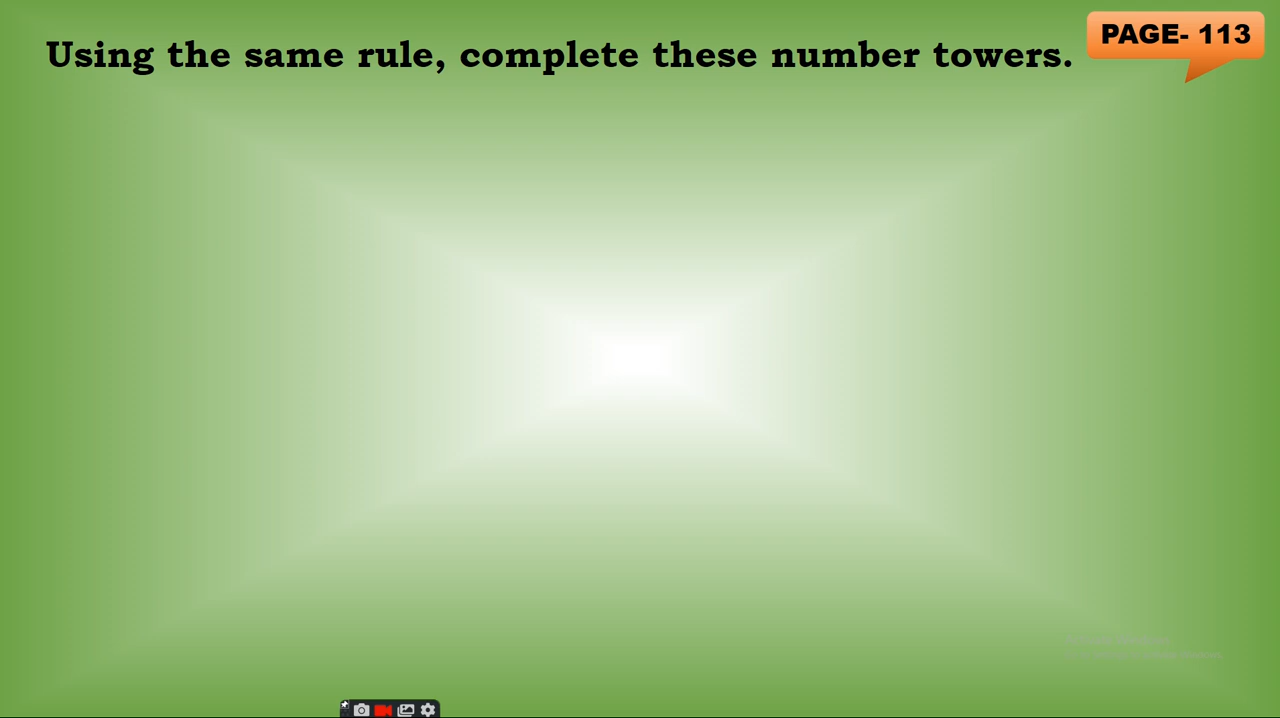 Using the same rule, complete these number towers.
PAGE- 113